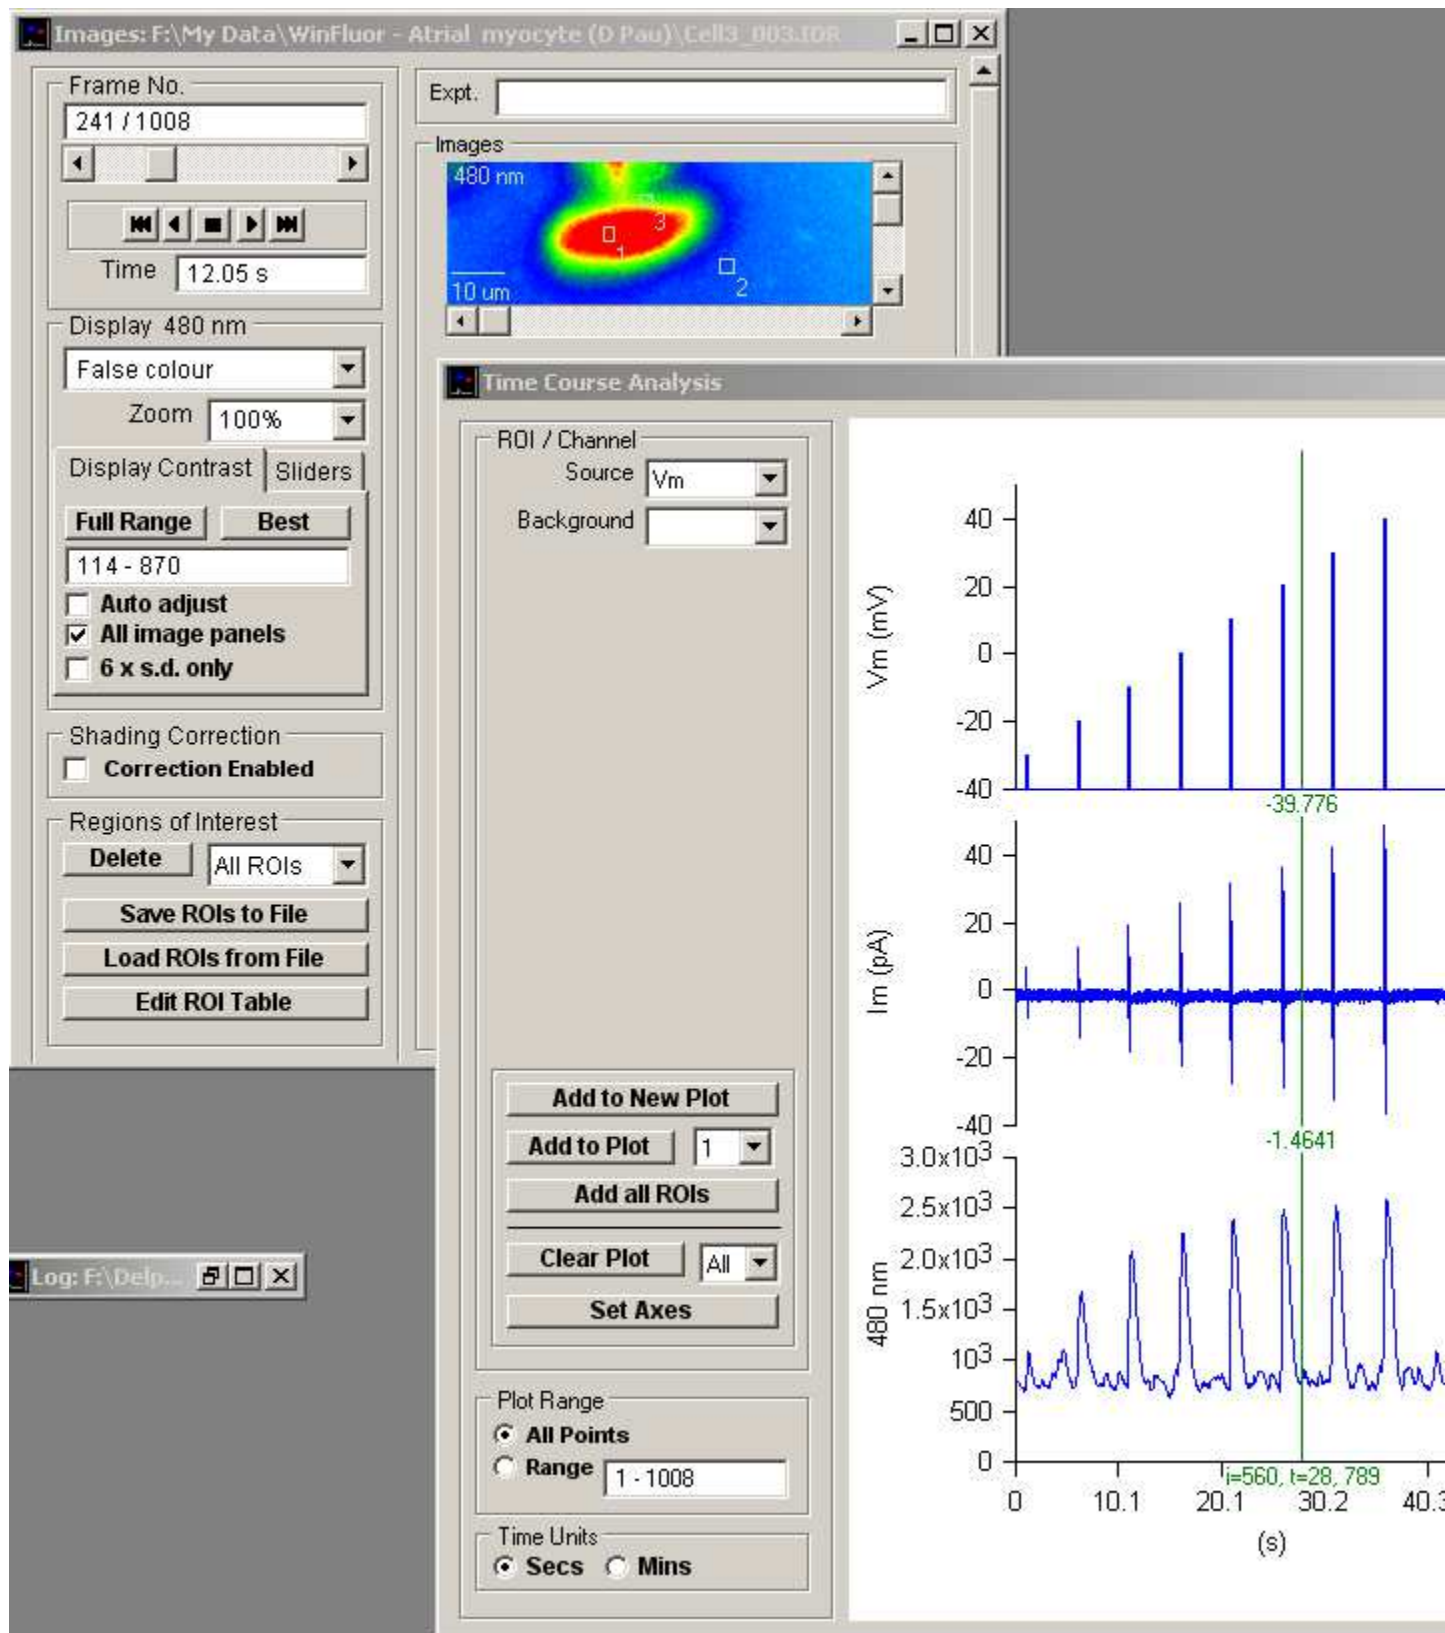 Images: F:\My Data\WinFluor - Atrial myocyte (D Pau)\Cell3_003.IDR
Frame No.
241 / 1008
Time 12.05 s
Display 480 nm
False colour
Zoom 100%
Display Contrast Sliders
Full Range Best
114 - 870
Auto adjust
All image panels
6 x s.d. only
Shading Correction
Correction Enabled
Regions of Interest
Delete All ROIs
Save ROIs to File
Load ROIs from File
Edit ROI Table
Expt.
Images
480 nm
3
1
2
10 um
Log: F:\Delp...
Time Course Analysis
ROI / Channel
Source Vm
Background
Add to New Plot
Add to Plot 1
Add all ROIs
Clear Plot All
Set Axes
Plot Range
All Points
Range 1 - 1008
Time Units
Secs Mins
Vm (mV)
40
20
0
-20
-40
-39.776
Im (pA)
40
20
0
-20
-40
-1.4641
480 nm
3.0x10³
2.5x10³
2.0x10³
1.5x10³
10³
500
0
i=560, t=28, 789
0 10.1 20.1 30.2 40.3
(s)